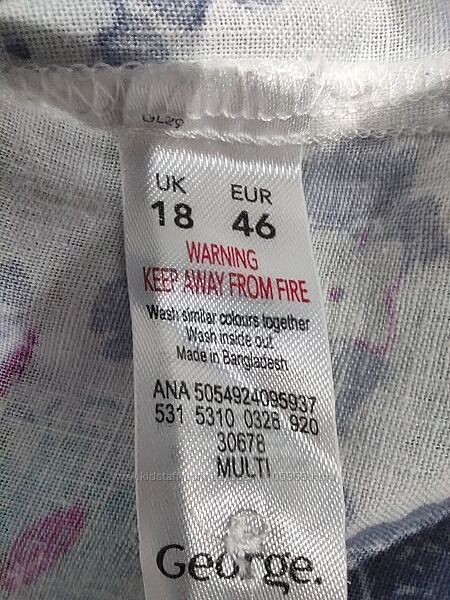 UK EUR
18 46
WARNING
KEEP AWAY FROM FIRE
Wash similar colours together
Wash inside out
Made in Bangladesh
ANA 5054924095937
531 5310 0328 920
30678
MULTI
George.